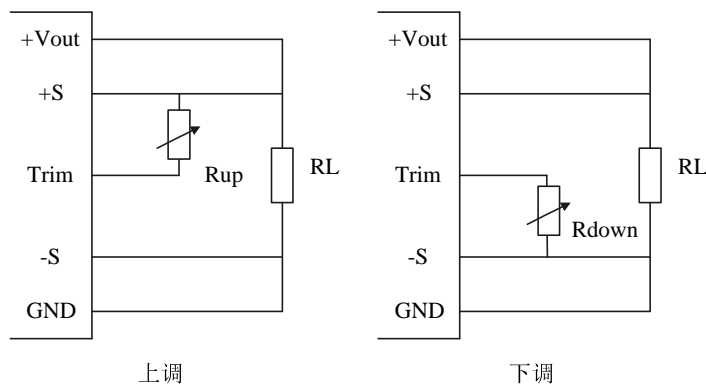 +Vout
+S
Trim
Rup
RL
-S
GND
上调
+Vout
+S
Trim
Rdown
RL
-S
GND
下调